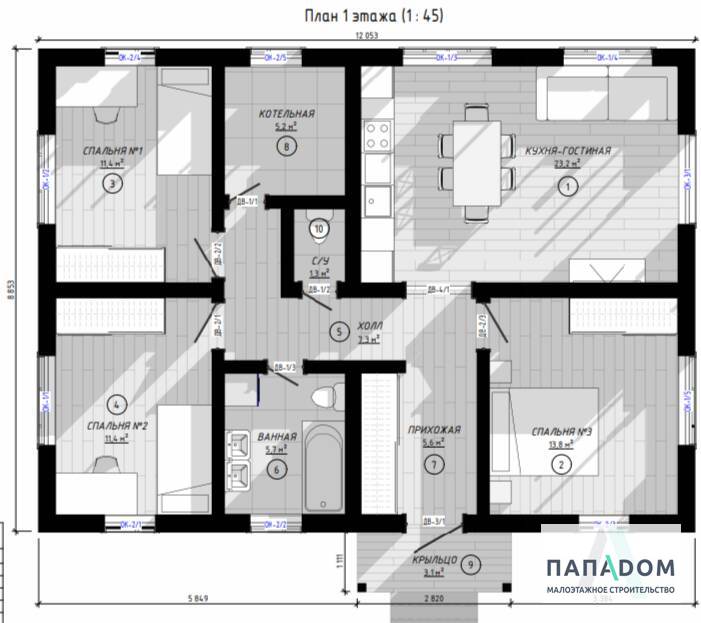 План 1 этажа (1 : 45)
12 053
ОК-2/4
ОК-2/5
ОК-1/3
ОК-1/4
КОТЕЛЬНАЯ
5.2 м²
8
СПАЛЬНЯ №1
11,4 м²
3
КУХНЯ-ГОСТИНАЯ
23,2 м²
1
ОК-1/2
ОК-3/1
ДВ-1/1
10
С/У
1.3 м²
ДВ-2/2
8 853
ДВ-1/2
ДВ-4/1
5
ХОЛЛ
7.3 м²
ДВ-2/1
ДВ-2/3
ДВ-1/3
4
СПАЛЬНЯ №2
11,4 м²
ОК-1/1
ВАННАЯ
5,7 м²
6
ПРИХОЖАЯ
5,6 м²
7
СПАЛЬНЯ №3
13,8 м²
2
ОК-1/5
ОК-2/1
ОК-2/2
ДВ-3/1
1 111
КРЫЛЬЦО
3,1 м²
9
ПАПАDОМ
МАЛОЭТАЖНОЕ СТРОИТЕЛЬСТВО
5 849
2 820